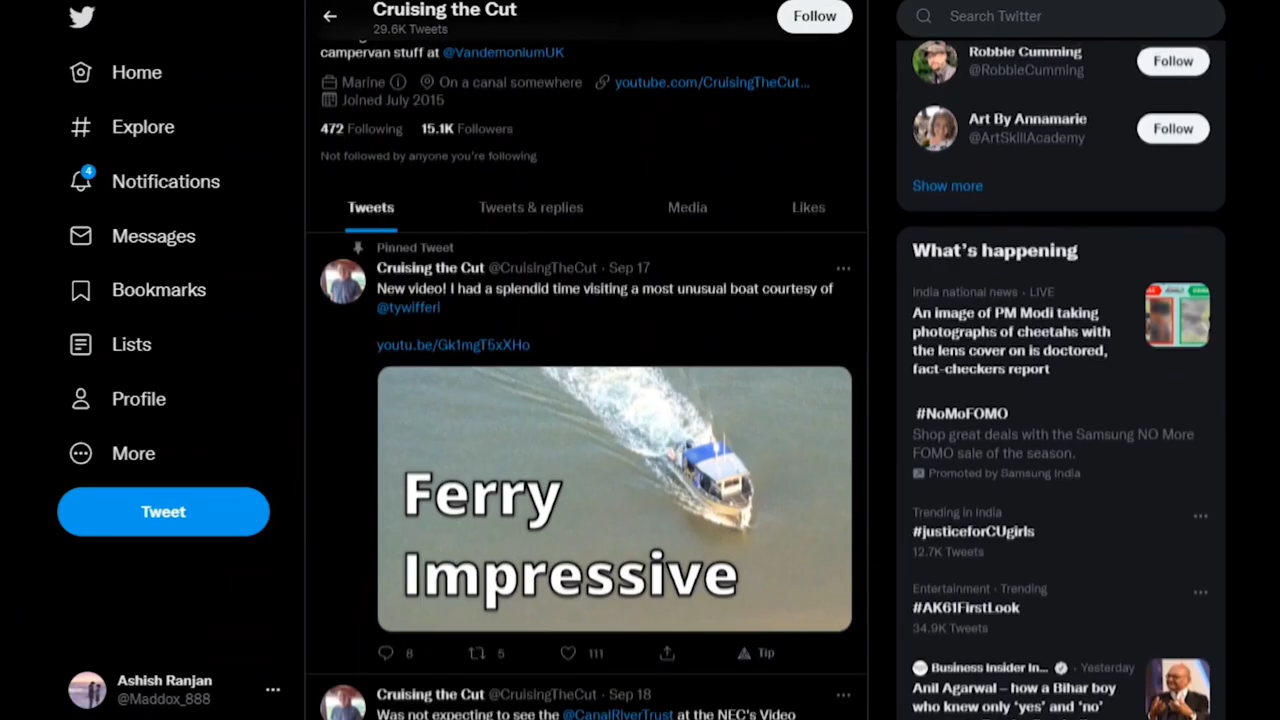 Home
Explore
4
Notifications
Messages
Bookmarks
Lists
Profile
More
Tweet
Ashish Ranjan
@Maddox_888
Cruising the Cut
29.6K Tweets
Follow
campervan stuff at @VandemoniumUK
Marine On a canal somewhere youtube.com/CruisingTheCut...
Joined July 2015
472 Following 15.1K Followers
Not followed by anyone you're following
Tweets Tweets & replies Media Likes
Pinned Tweet
Cruising the Cut @CruisingTheCut · Sep 17
New video! I had a splendid time visiting a most unusual boat courtesy of
@tywifferi
youtu.be/Gk1mgT5xXHo
Ferry
Impressive
8 5 111 Tip
Cruising the Cut @CruisingTheCut · Sep 18
Was not expecting to see the @CanalRiverTrust at the NEC's Video
Search Twitter
Robbie Cumming
@RobbieCumming
Follow
Art By Annamarie
@ArtSkillAcademy
Follow
Show more
What's happening
India national news · LIVE
An image of PM Modi taking
photographs of cheetahs with
the lens cover on is doctored,
fact-checkers report
#NoMoFOMO
Shop great deals with the Samsung NO More
FOMO sale of the season.
Promoted by Samsung India
Trending in India
#justiceforCUgirls
12.7K Tweets
Entertainment · Trending
#AK61FirstLook
34.9K Tweets
Business Insider In... · Yesterday
Anil Agarwal – how a Bihar boy
who knew only 'yes' and 'no'